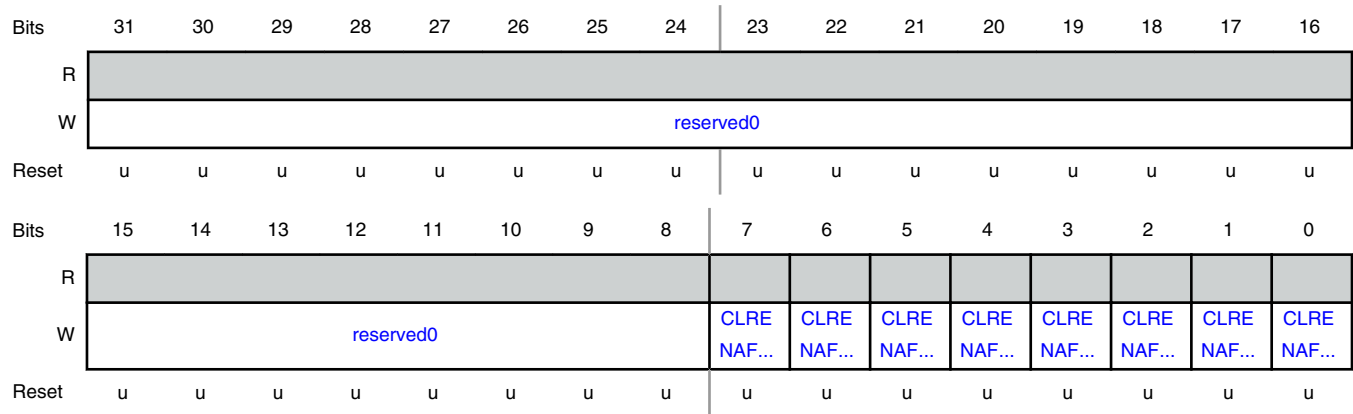 Bits 31 30 29 28 27 26 25 24 23 22 21 20 19 18 17 16
R
W reserved0
Reset u u u u u u u u u u u u u u u u
Bits 15 14 13 12 11 10 9 8 7 6 5 4 3 2 1 0
R
CLRE CLRE CLRE CLRE CLRE CLRE CLRE CLRE
W reserved0
NAF... NAF... NAF... NAF... NAF... NAF... NAF... NAF...
Reset u u u u u u u u u u u u u u u u